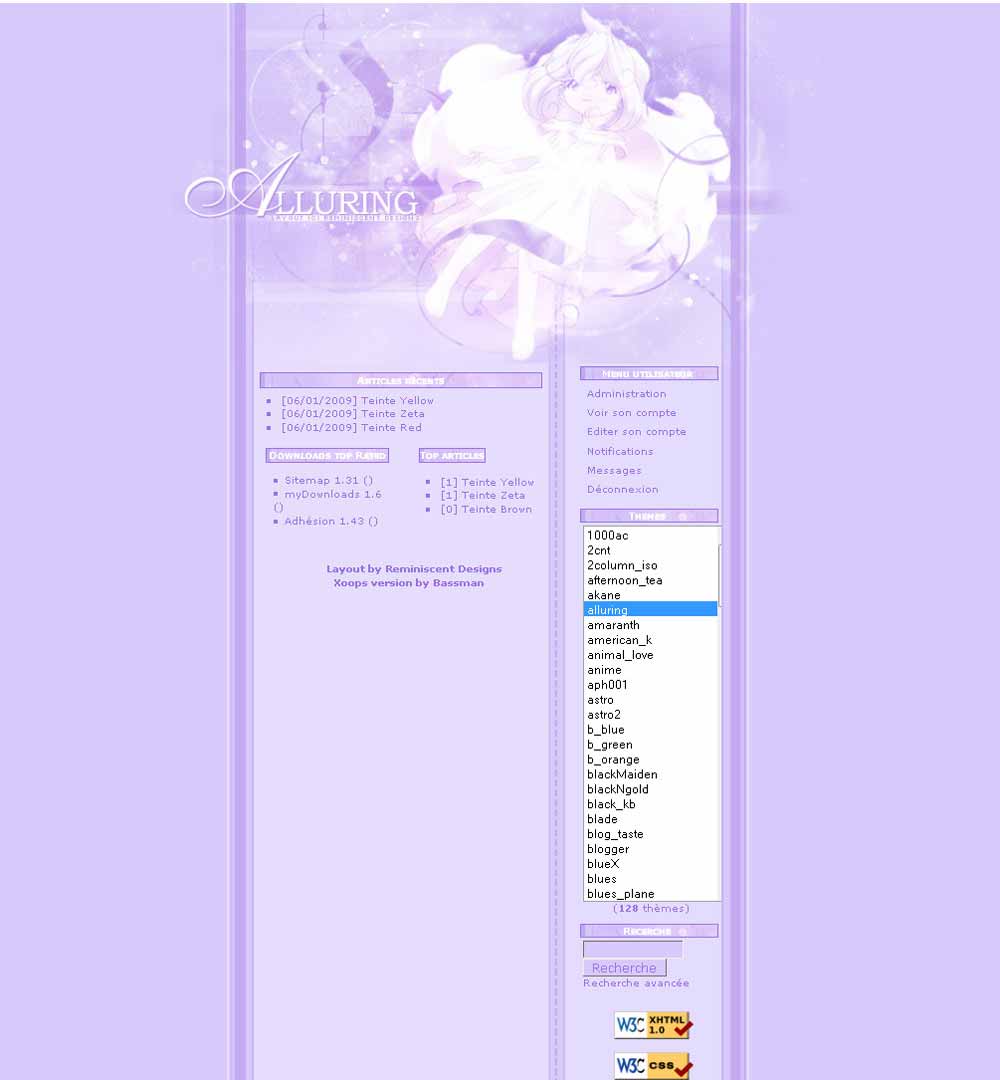 ALLURING
LAYOUT 101 REMINISCENT DESIGNS
Articles récents
[06/01/2009] Teinte Yellow
[06/01/2009] Teinte Zeta
[06/01/2009] Teinte Red
Downloads top
Sitemap 1.31 ()
myDownloads 1.6
()
Adhésion 1.43 ()
Top articles
[1] Teinte Yellow
[1] Teinte Zeta
[0] Teinte Brown
Layout by Reminiscent Designs
Xoops version by Bassman
Menu utilisateur
Administration
Voir son compte
Editer son compte
Notifications
Messages
Déconnexion
Themes
1000ac
2cnt
2column_iso
afternoon_tea
akane
alluring
amaranth
american_k
animal_love
anime
aph001
astro
astro2
b_blue
b_green
b_orange
blackMaiden
blackNgold
black_kb
blade
blog_taste
blogger
blueX
blues
blues_plane
(128 thèmes)
Recherche
Recherche
Recherche avancée
W3C XHTML 1.0
W3C css